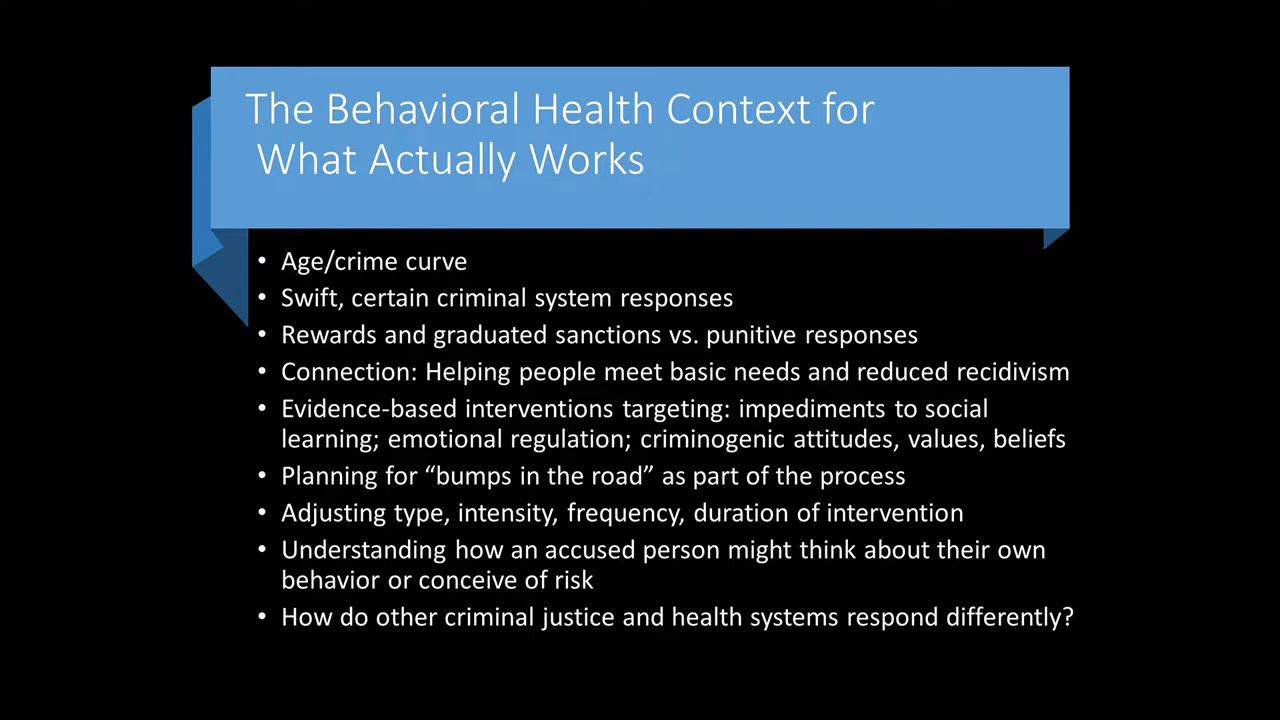 The Behavioral Health Context for
What Actually Works
• Age/crime curve
• Swift, certain criminal system responses
• Rewards and graduated sanctions vs. punitive responses
• Connection: Helping people meet basic needs and reduced recidivism
• Evidence-based interventions targeting: impediments to social
learning; emotional regulation; criminogenic attitudes, values, beliefs
• Planning for “bumps in the road” as part of the process
• Adjusting type, intensity, frequency, duration of intervention
• Understanding how an accused person might think about their own
behavior or conceive of risk
• How do other criminal justice and health systems respond differently?